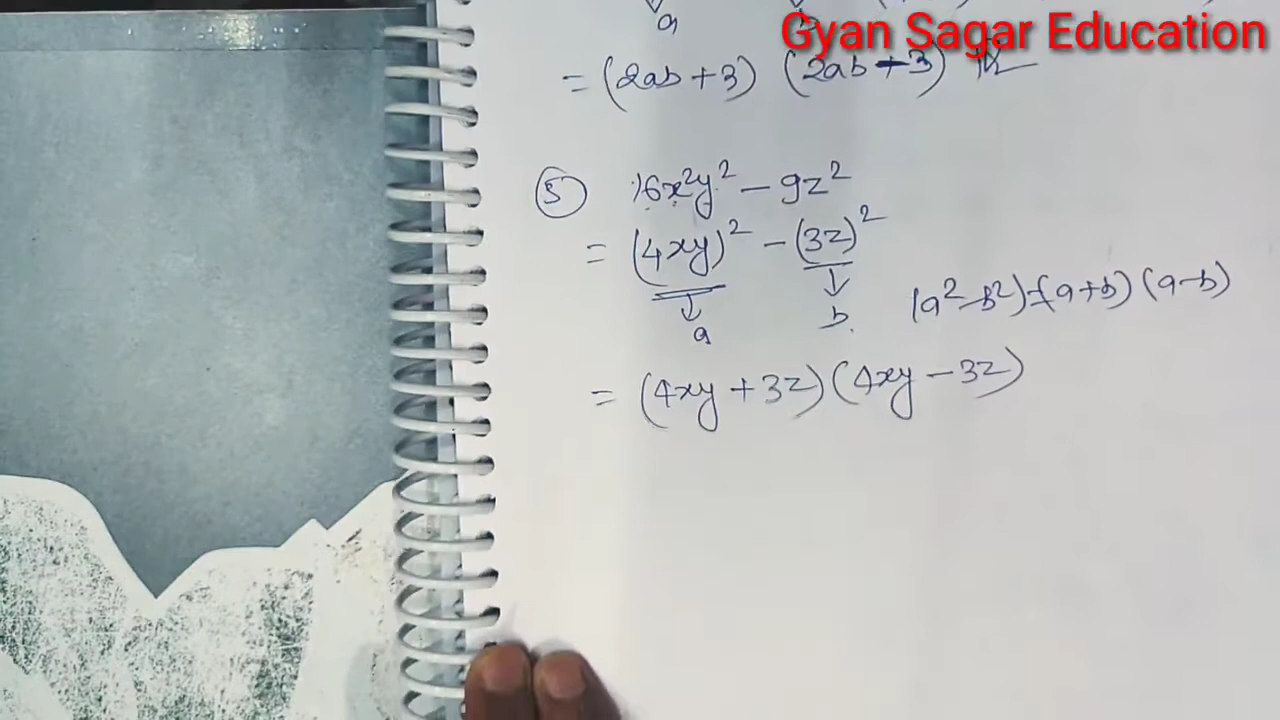 a
Gyan Sagar Education
= (2ab + 3) (2ab - 3)
(5) 16x²y² - 9z²
= (4xy)² - (3z)²
a b.
(a² - b²) = (a + b) (a - b)
= (4xy + 3z) (4xy - 3z)